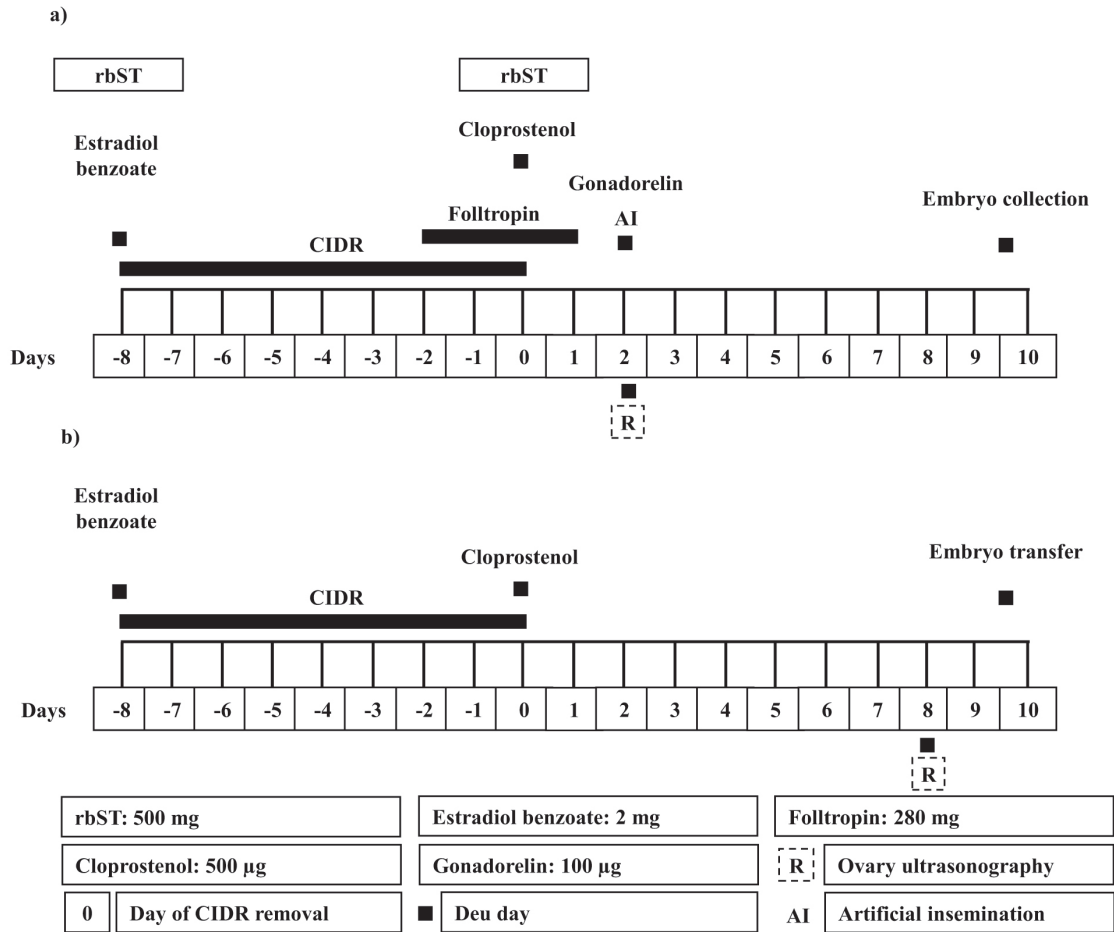 a)
rbST rbST
Estradiol
benzoate
Cloprostenol
Gonadorelin
Folltropin
AI
Embryo collection
CIDR
Days -8 -7 -6 -5 -4 -3 -2 -1 0 1 2 3 4 5 6 7 8 9 10
R
b)
Estradiol
benzoate
Cloprostenol
Embryo transfer
CIDR
Days -8 -7 -6 -5 -4 -3 -2 -1 0 1 2 3 4 5 6 7 8 9 10
R
rbST: 500 mg Estradiol benzoate: 2 mg Folltropin: 280 mg
Cloprostenol: 500 µg Gonadorelin: 100 µg R Ovary ultrasonography
0 Day of CIDR removal Deu day AI Artificial insemination